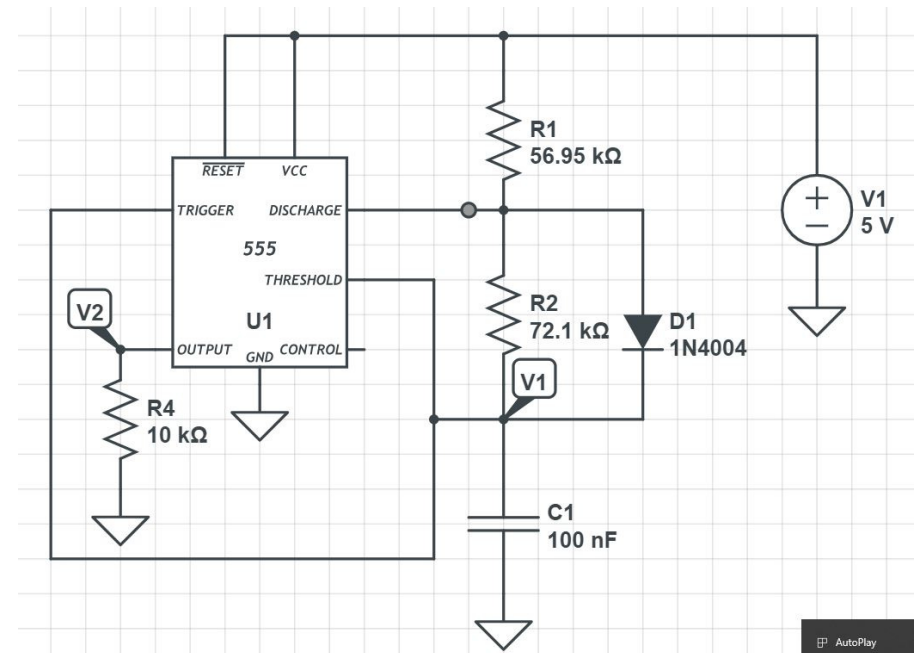 R1
56.95 kΩ
RESET VCC
V1
5 V
TRIGGER DISCHARGE
555
THRESHOLD
R2
72.1 kΩ
V2
U1
D1
1N4004
OUTPUT GND CONTROL
V1
R4
10 kΩ
C1
100 nF
AutoPlay